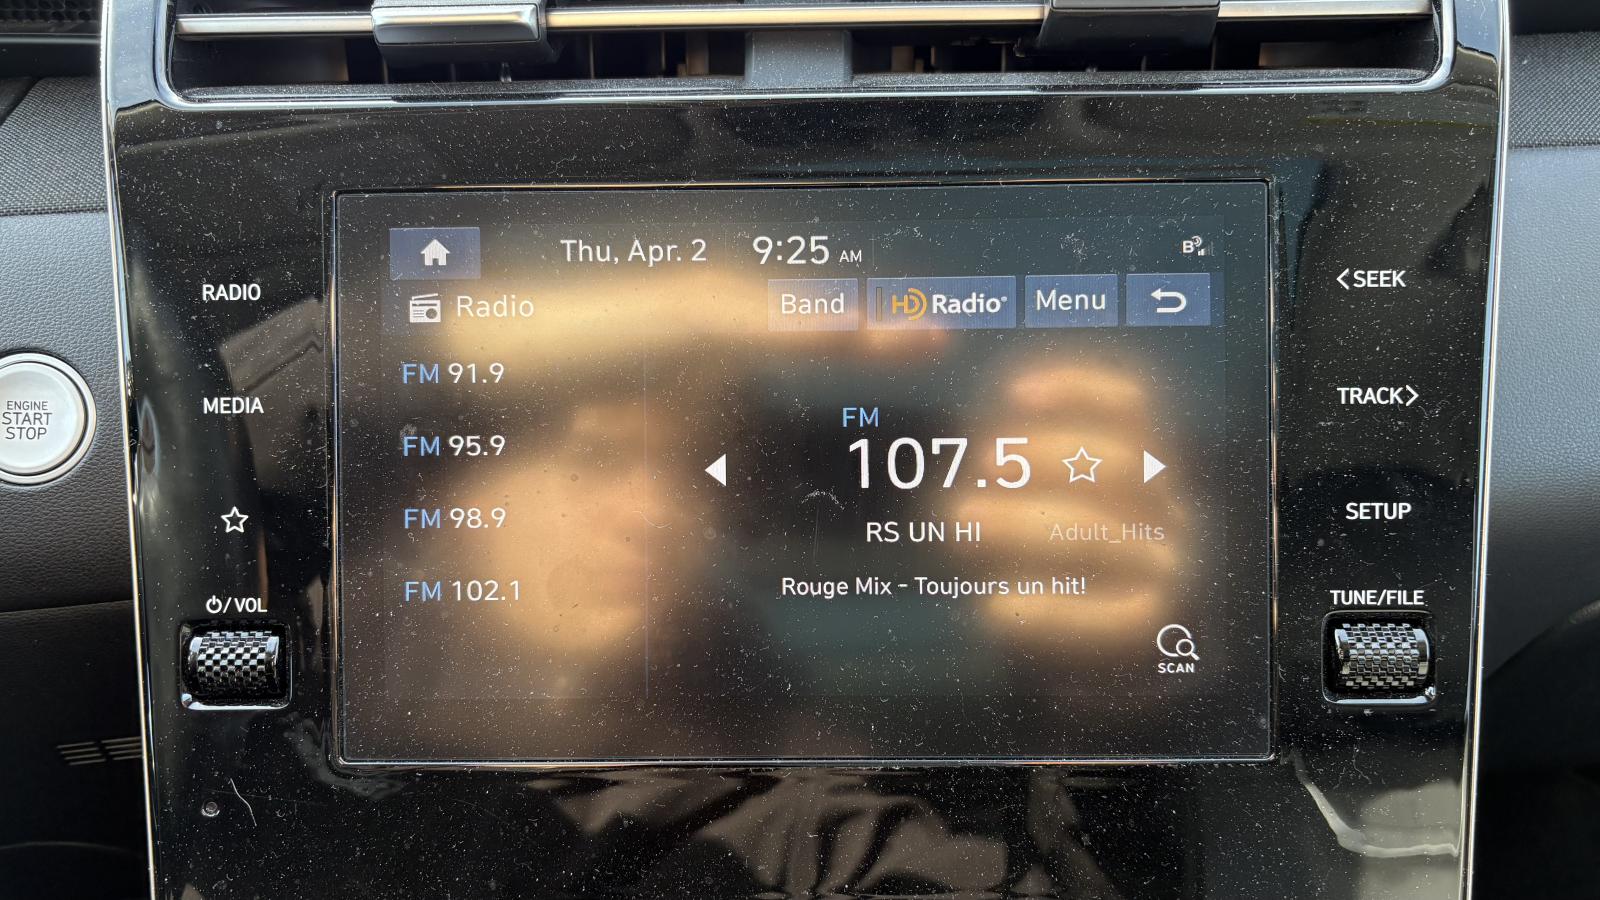 Thu, Apr. 2 9:25 AM B
Radio Band HD Radio® Menu
FM 91.9
FM 95.9
FM 98.9
FM 102.1
FM
107.5
RS UN HI Adult_Hits
Rouge Mix - Toujours un hit!
SCAN
RADIO
MEDIA
/VOL
ENGINE
START
STOP
<SEEK
TRACK>
SETUP
TUNE/FILE